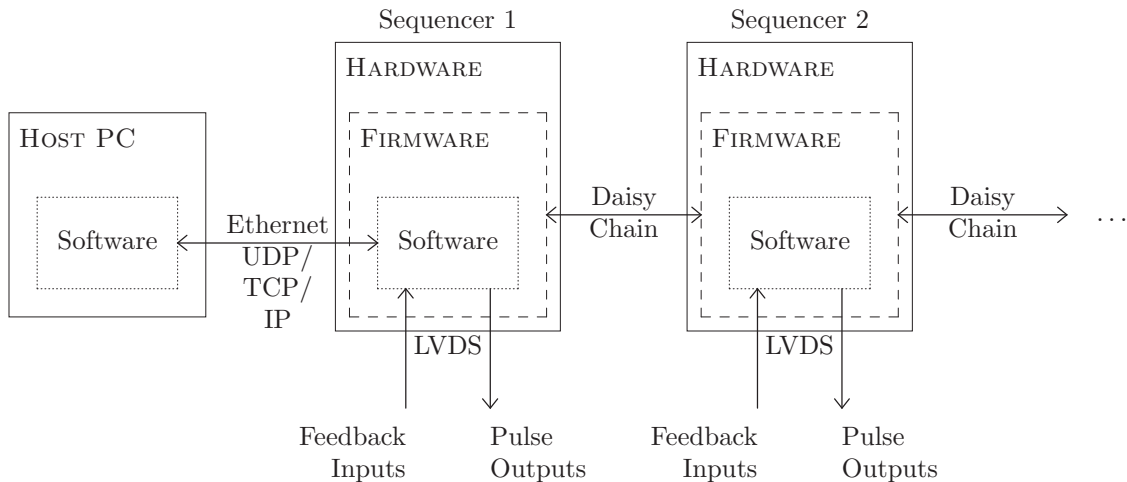 Sequencer 1
Sequencer 2
HARDWARE
HARDWARE
HOST PC
FIRMWARE
FIRMWARE
Software
Ethernet
UDP/
TCP/
IP
Software
Daisy
Chain
Software
Daisy
Chain
...
LVDS
LVDS
Feedback
Inputs
Pulse
Outputs
Feedback
Inputs
Pulse
Outputs